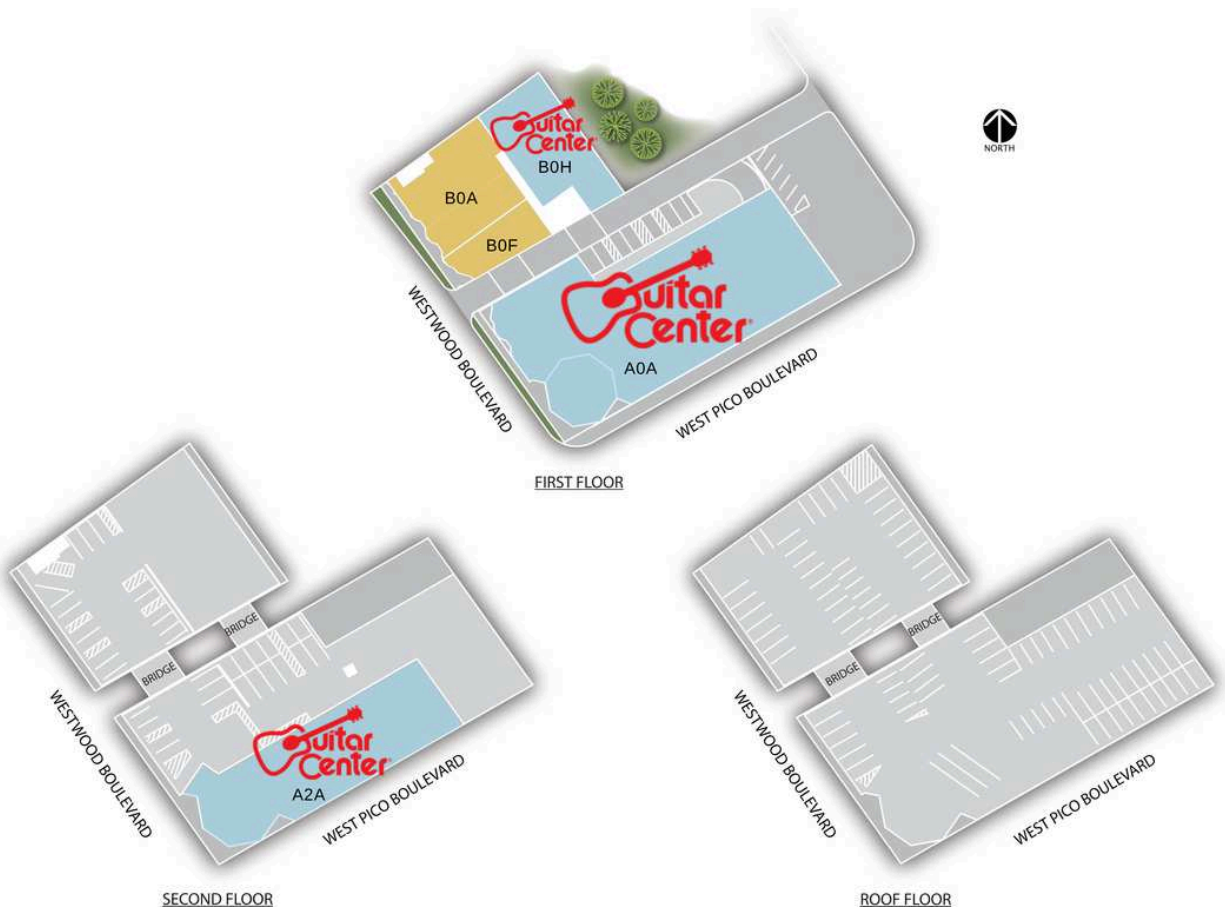 Guitar
Center®
B0H
NORTH
B0A
B0F
Guitar
Center®
A0A
WESTWOOD BOULEVARD
WEST PICO BOULEVARD
FIRST FLOOR
BRIDGE
BRIDGE
Guitar
Center®
A2A
WESTWOOD BOULEVARD
WEST PICO BOULEVARD
SECOND FLOOR
BRIDGE
BRIDGE
WESTWOOD BOULEVARD
WEST PICO BOULEVARD
ROOF FLOOR